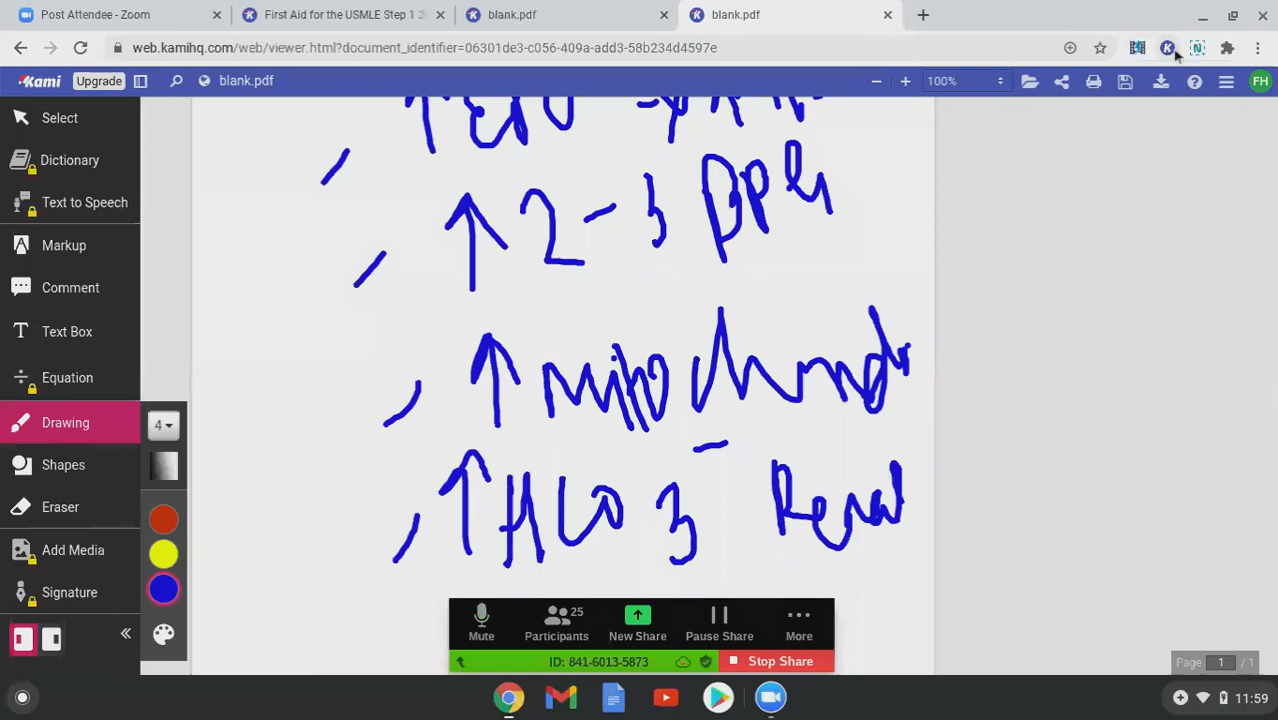 Post Attendee - Zoom
First Aid for the USMLE Step 1 2
blank.pdf
blank.pdf
web.kamihq.com/web/viewer.html?document_identifier=06301de3-c056-409a-add3-58b234d4597e
Kami
Upgrade
blank.pdf
100%
FH
Select
Dictionary
Text to Speech
Markup
Comment
Text Box
Equation
Drawing
4
Shapes
Eraser
Add Media
Signature
↑ 2-3 BPG
↑ mitochondr
↑ HCO3 - Renal
25
Mute
Participants
New Share
Pause Share
More
ID: 841-6013-5873
Stop Share
Page 1 / 1
11:59